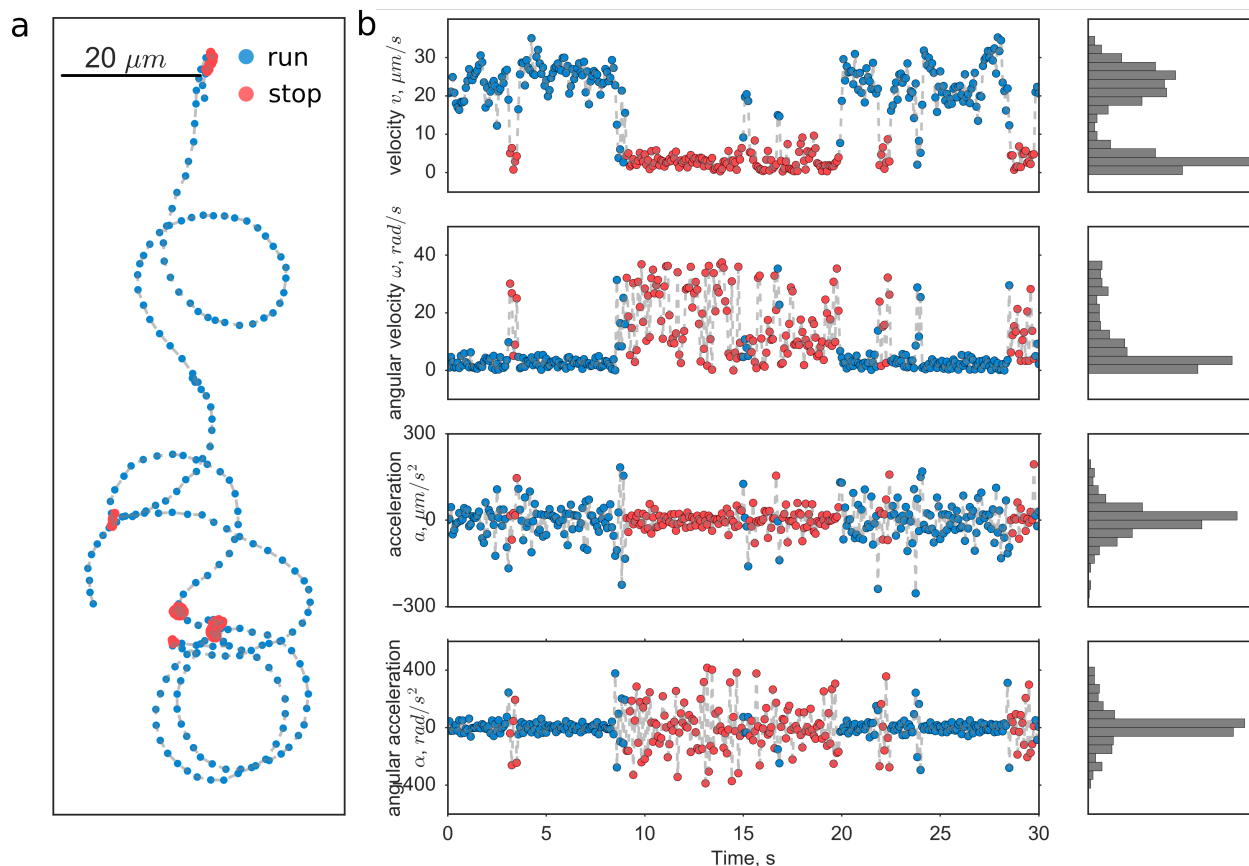 a
20 μm
run
stop
b
velocity v, μm/s
30
20
10
0
angular velocity ω, rad/s
40
20
0
acceleration
a, μm/s²
300
0
−300
angular acceleration
α, rad/s²
400
0
−400
0 5 10 15 20 25 30
Time, s